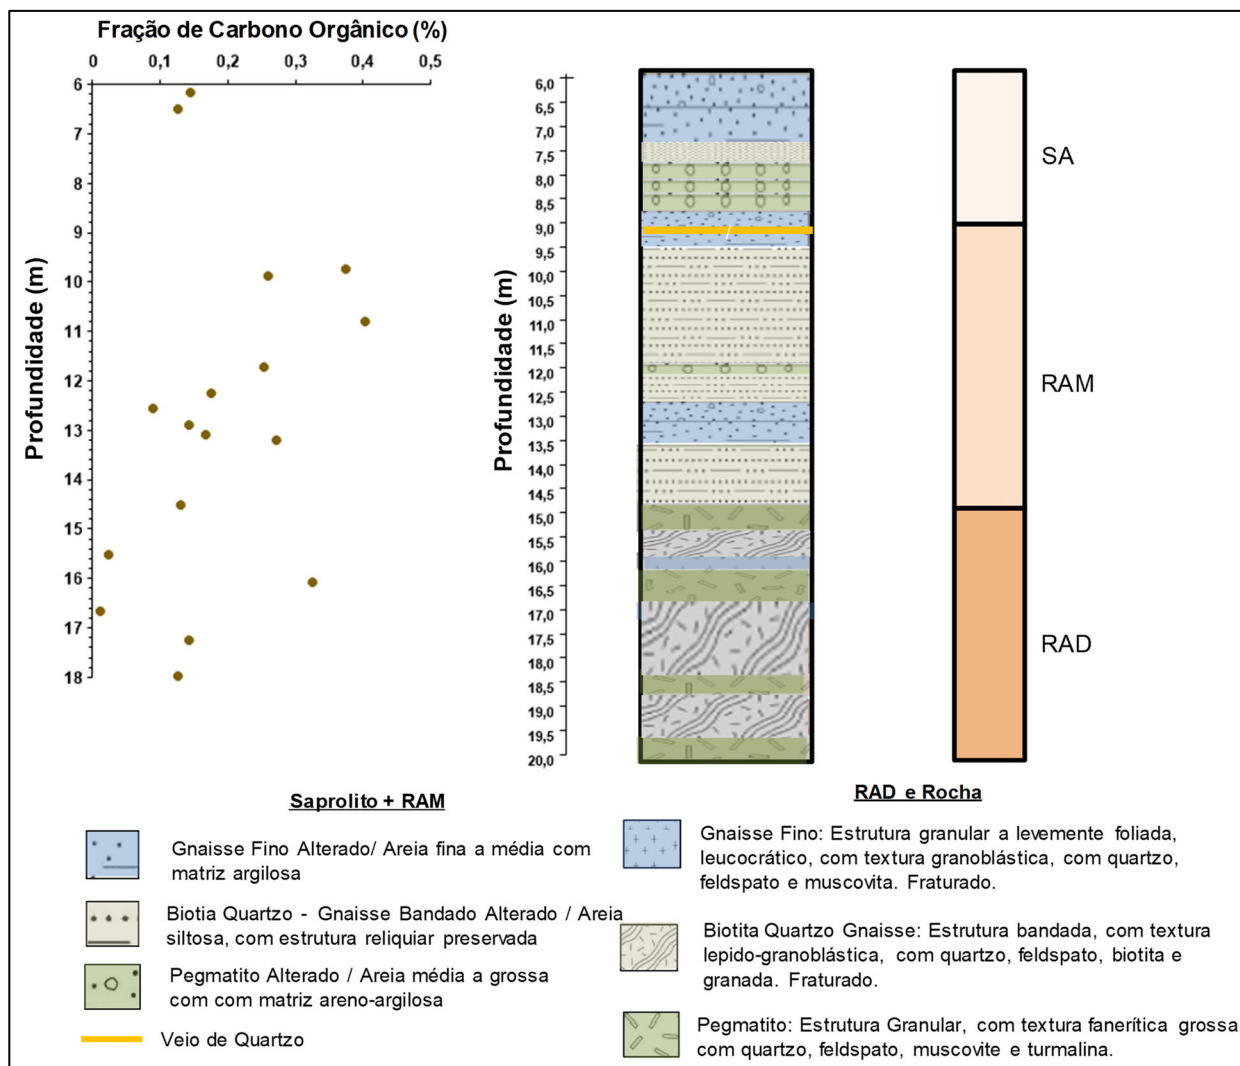 Fração de Carbono Orgânico (%)
0 0,1 0,2 0,3 0,4 0,5
Profundidade (m)
6
7
8
9
10
11
12
13
14
15
16
17
18
Profundidade (m)
6,0
6,5
7,0
7,5
8,0
8,5
9,0
9,5
10,0
10,5
11,0
11,5
12,0
12,5
13,0
13,5
14,0
14,5
15,0
15,5
16,0
16,5
17,0
17,5
18,0
18,5
19,0
19,5
20,0
SA
RAM
RAD
Saprolito + RAM
Gnaisse Fino Alterado/ Areia fina a média com
matriz argilosa
Biotia Quartzo - Gnaisse Bandado Alterado / Areia
siltosa, com estrutura reliquiar preservada
Pegmatito Alterado / Areia média a grossa
com com matriz areno-argilosa
Veio de Quartzo
RAD e Rocha
Gnaisse Fino: Estrutura granular a levemente foliada,
leucocrático, com textura granoblástica, com quartzo,
feldspato e muscovita. Fraturado.
Biotita Quartzo Gnaisse: Estrutura bandada, com textura
lepido-granoblástica, com quartzo, feldspato, biotita e
granada. Fraturado.
Pegmatito: Estrutura Granular, com textura fanerítica grossa
com quartzo, feldspato, muscovite e turmalina.